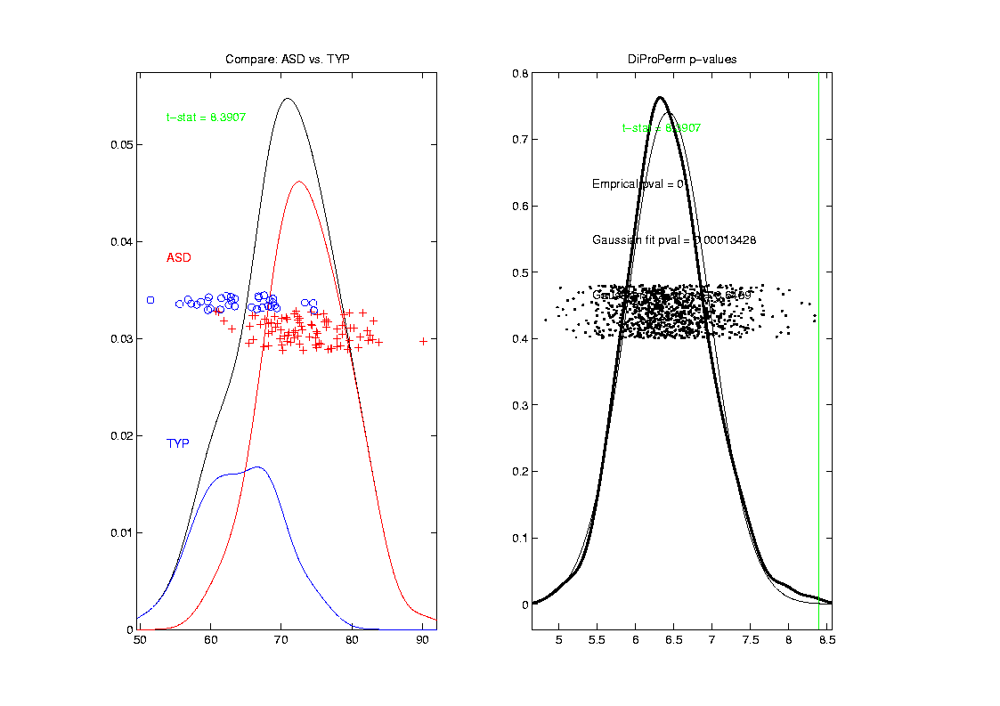 Compare: ASD vs. TYP
t-stat = 8.3907
0.05
0.04
ASD
0.03
TYP
0.02
0.01
0
50 60 70 80 90
DiProPerm p-values
0.8
t-stat = 8.3907
0.7
Emprical pval = 0
0.6
Gaussian fit pval = 0.00013428
0.5
0.4
0.3
0.2
0.1
0
5 5.5 6 6.5 7 7.5 8 8.5